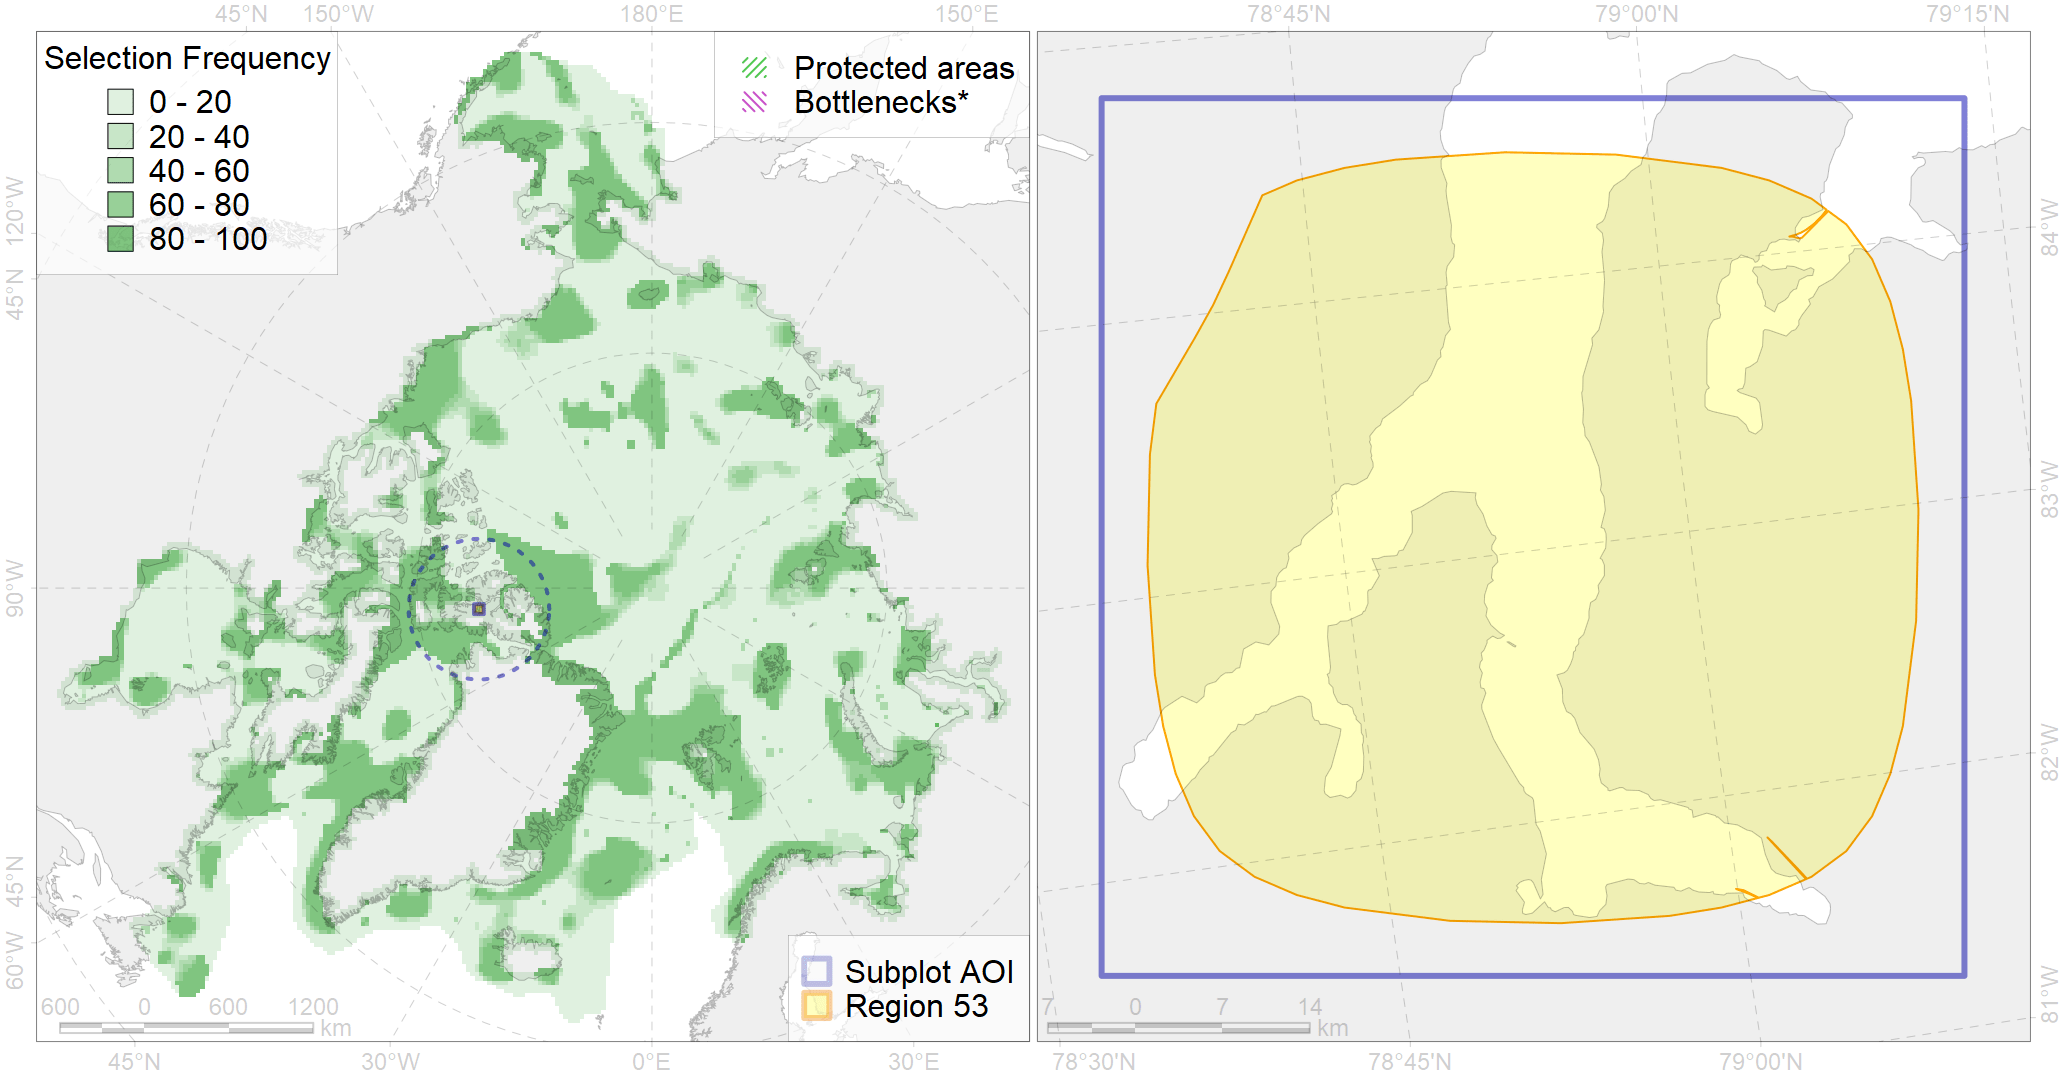 45°N 150°W 180°E 150°E 78°45'N 79°00'N 79°15'N
Selection Frequency
0 - 20
20 - 40
40 - 60
60 - 80
80 - 100
Protected areas
Bottlenecks*
120°W
45°N
90°W
45°N
60°W
84°W
83°W
82°W
81°W
Subplot AOI
Region 53
600 0 600 1200
km
7 0 7 14
km
45°N 30°W 0°E 30°E 78°30'N 78°45'N 79°00'N